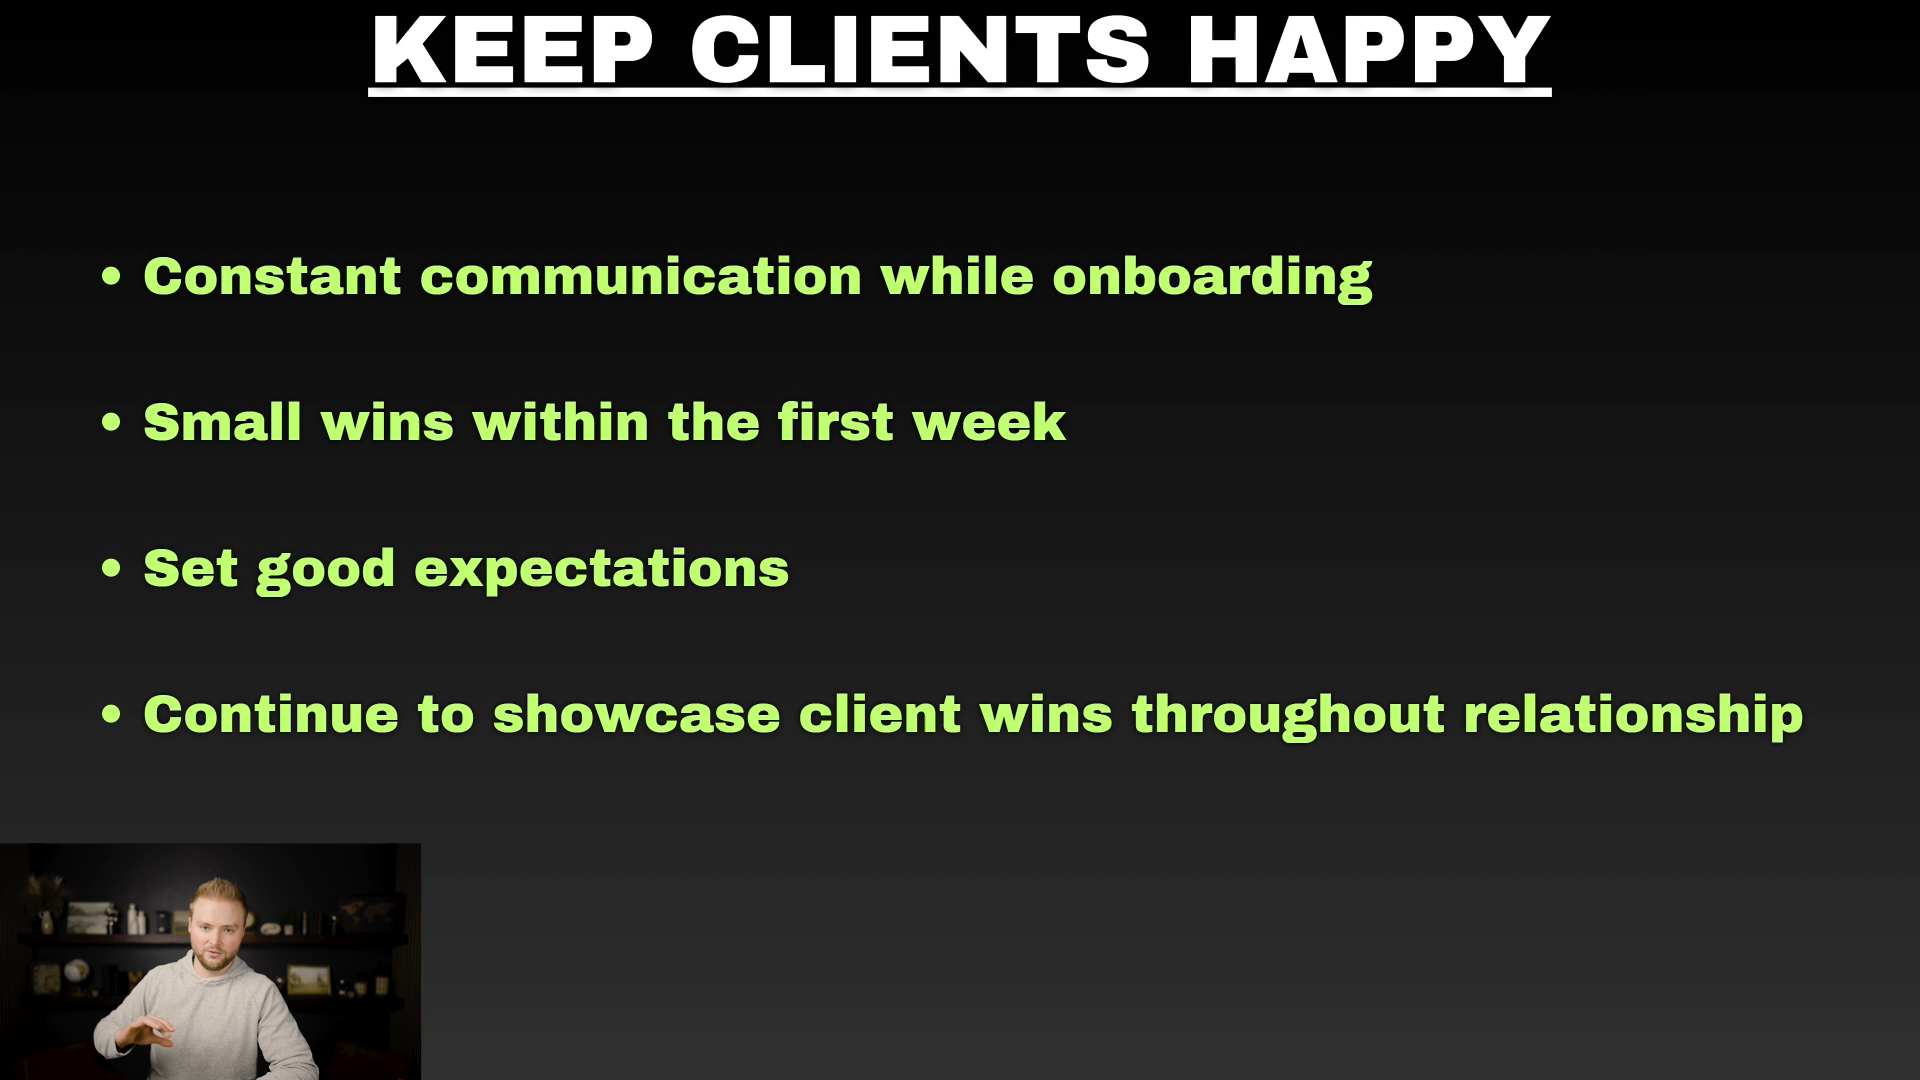 KEEP CLIENTS HAPPY
• Constant communication while onboarding
• Small wins within the first week
• Set good expectations
• Continue to showcase client wins throughout relationship